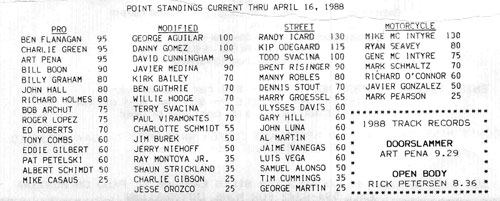 POINT STANDINGS CURRENT THRU APRIL 16, 1988
PRO
BEN FLANAGAN 95
CHARLIE GREEN 95
ART PENA 95
BILL BOON 90
BILLY GRAHAM 80
JOHN HALL 80
RICHARD HOLMES 80
BOB ARCHUT 75
ROGER LOPEZ 75
ED ROBERTS 70
TONY COMBS 60
EDDIE GILBERT 60
PAT PETELSKI 60
ALBERT SCHIMDT 50
MIKE CASAUS 25
MODIFIED
GEORGE AGUILAR 100
DANNY GOMEZ 100
DAVID CUNNINGHAM 90
JAVIER MEDINA 90
KIRK BAILEY 70
BEN GUTHRIE 70
WILLIE HODGE 70
TERRY SVACINA 70
PAUL VIRAMONTES 70
CHARLOTTE SCHMIDT 55
JIM BUREK 50
JERRY NIEHOFF 50
RAY MONTOYA JR. 35
SHAUN STRICKLAND 35
CHARLIE GIBSON 25
JESSE OROZCO 25
STREET
RANDY ICARD 130
KIP ODEGAARD 115
TODD SVACINA 100
BRENT RISINGER 90
MANNY ROBLES 80
DENNIS STOUT 70
HARRY GROESSEL 65
ULYSSES DAVIS 60
GARY HILL 60
JOHN LUNA 60
AL MARTIN 60
JAIME VANEGAS 60
LUIS VEGA 60
SAMUEL ALONSO 50
TIM CUMMINGS 35
GEORGE MARTIN 25
MOTORCYCLE
MIKE MC INTYRE 130
RYAN SEAVEY 80
GENE MC INTYRE 75
MARK SCHMALTZ 70
RICHARD O'CONNOR 60
JAVIER GONZALEZ 50
MARK PEARSON 25
1988 TRACK RECORDS
DOORSLAMMER
ART PENA 9.29
OPEN BODY
RICK PETERSEN 8.36